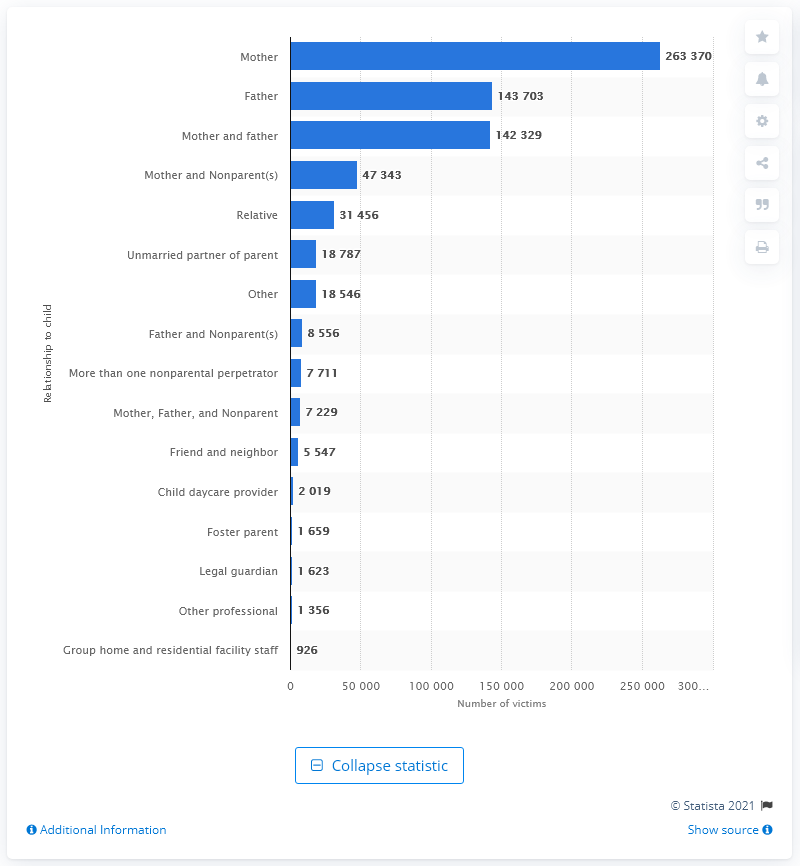 Relationship to child
Mother 263 370
Father 143 703
Mother and father 142 329
Mother and Nonparent(s) 47 343
Relative 31 456
Unmarried partner of parent 18 787
Other 18 546
Father and Nonparent(s) 8 556
More than one nonparental perpetrator 7 711
Mother, Father, and Nonparent 7 229
Friend and neighbor 5 547
Child daycare provider 2 019
Foster parent 1 659
Legal guardian 1 623
Other professional 1 356
Group home and residential facility staff 926
0 50 000 100 000 150 000 200 000 250 000 300...
Number of victims
Collapse statistic
© Statista 2021
Additional Information Show source